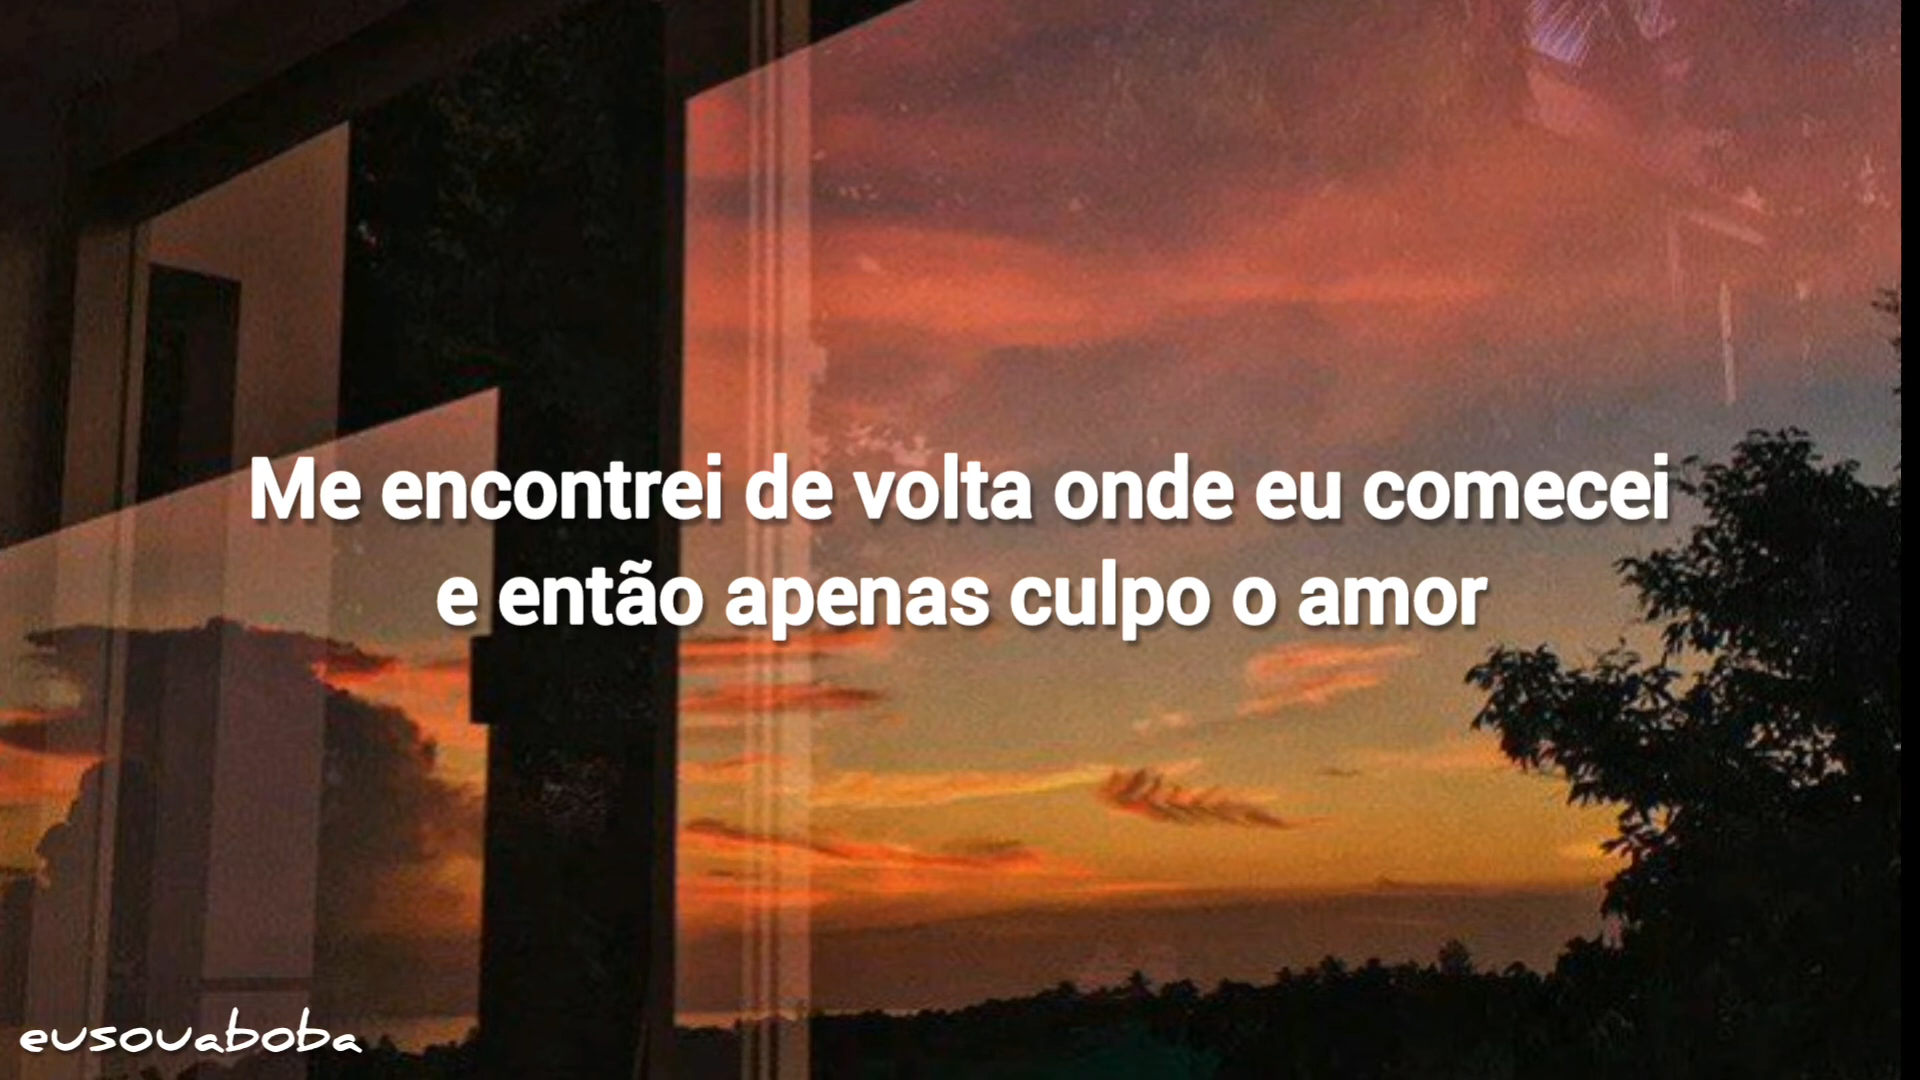 Me encontrei de volta onde eu comecei
e então apenas culpo o amor
eusouaboba